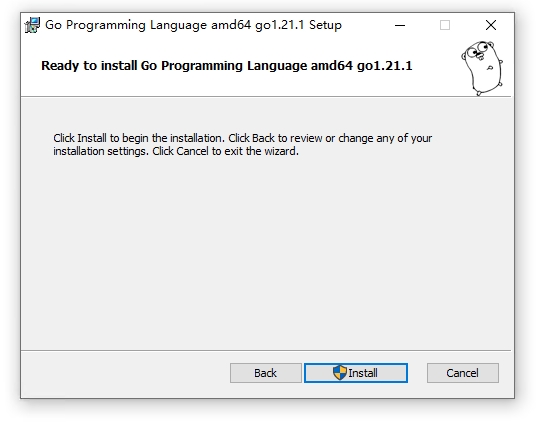 Go Programming Language amd64 go1.21.1 Setup
Ready to install Go Programming Language amd64 go1.21.1
Click Install to begin the installation. Click Back to review or change any of your
installation settings. Click Cancel to exit the wizard.
Back
Install
Cancel